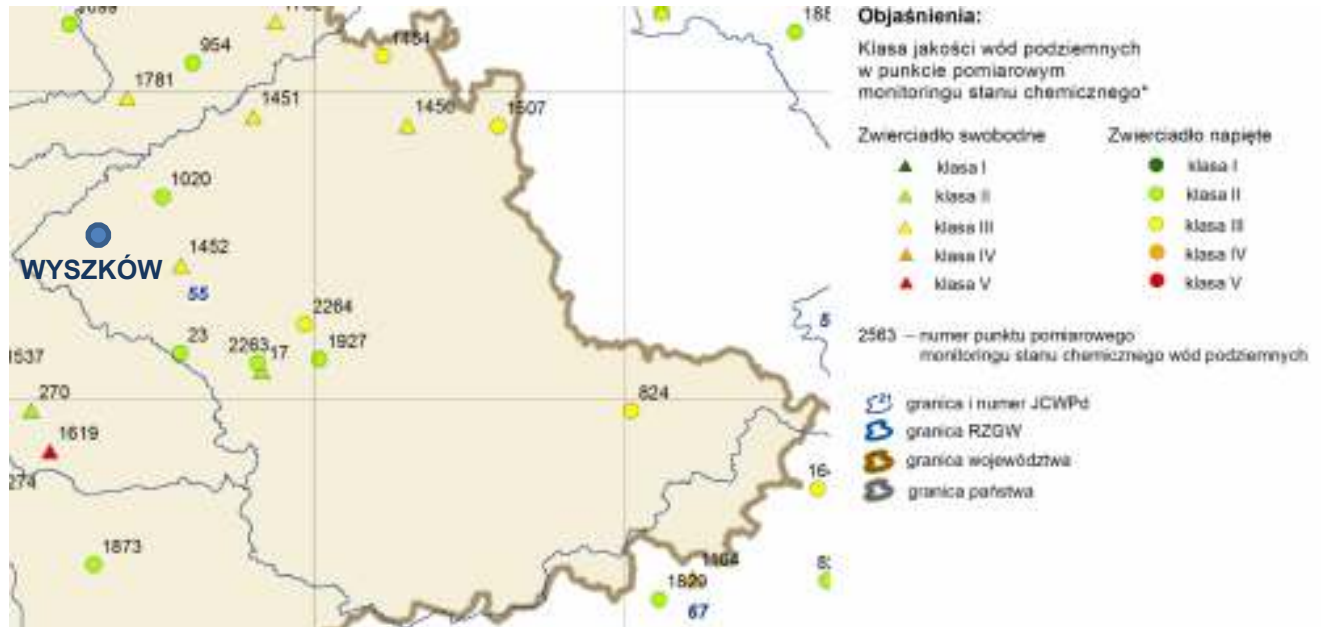 954
1781
1451
1020
WYSZKÓW
1452
55
2264
23
2263
17
1927
1537
270
1619
274
824
1873
1829
1164
67
1507
Objaśnienia:
Klasa jakości wód podziemnych
w punkcie pomiarowym
monitoringu stanu chemicznego*
Zwierciadło swobodne
klasa I
klasa II
klasa III
klasa IV
klasa V
Zwierciadło napięte
klasa I
klasa II
klasa III
klasa IV
klasa V
2563 – numer punktu pomiarowego
monitoringu stanu chemicznego wód podziemnych
granica i numer JCWPd
granica RZGW
granica województwa
granica państwa